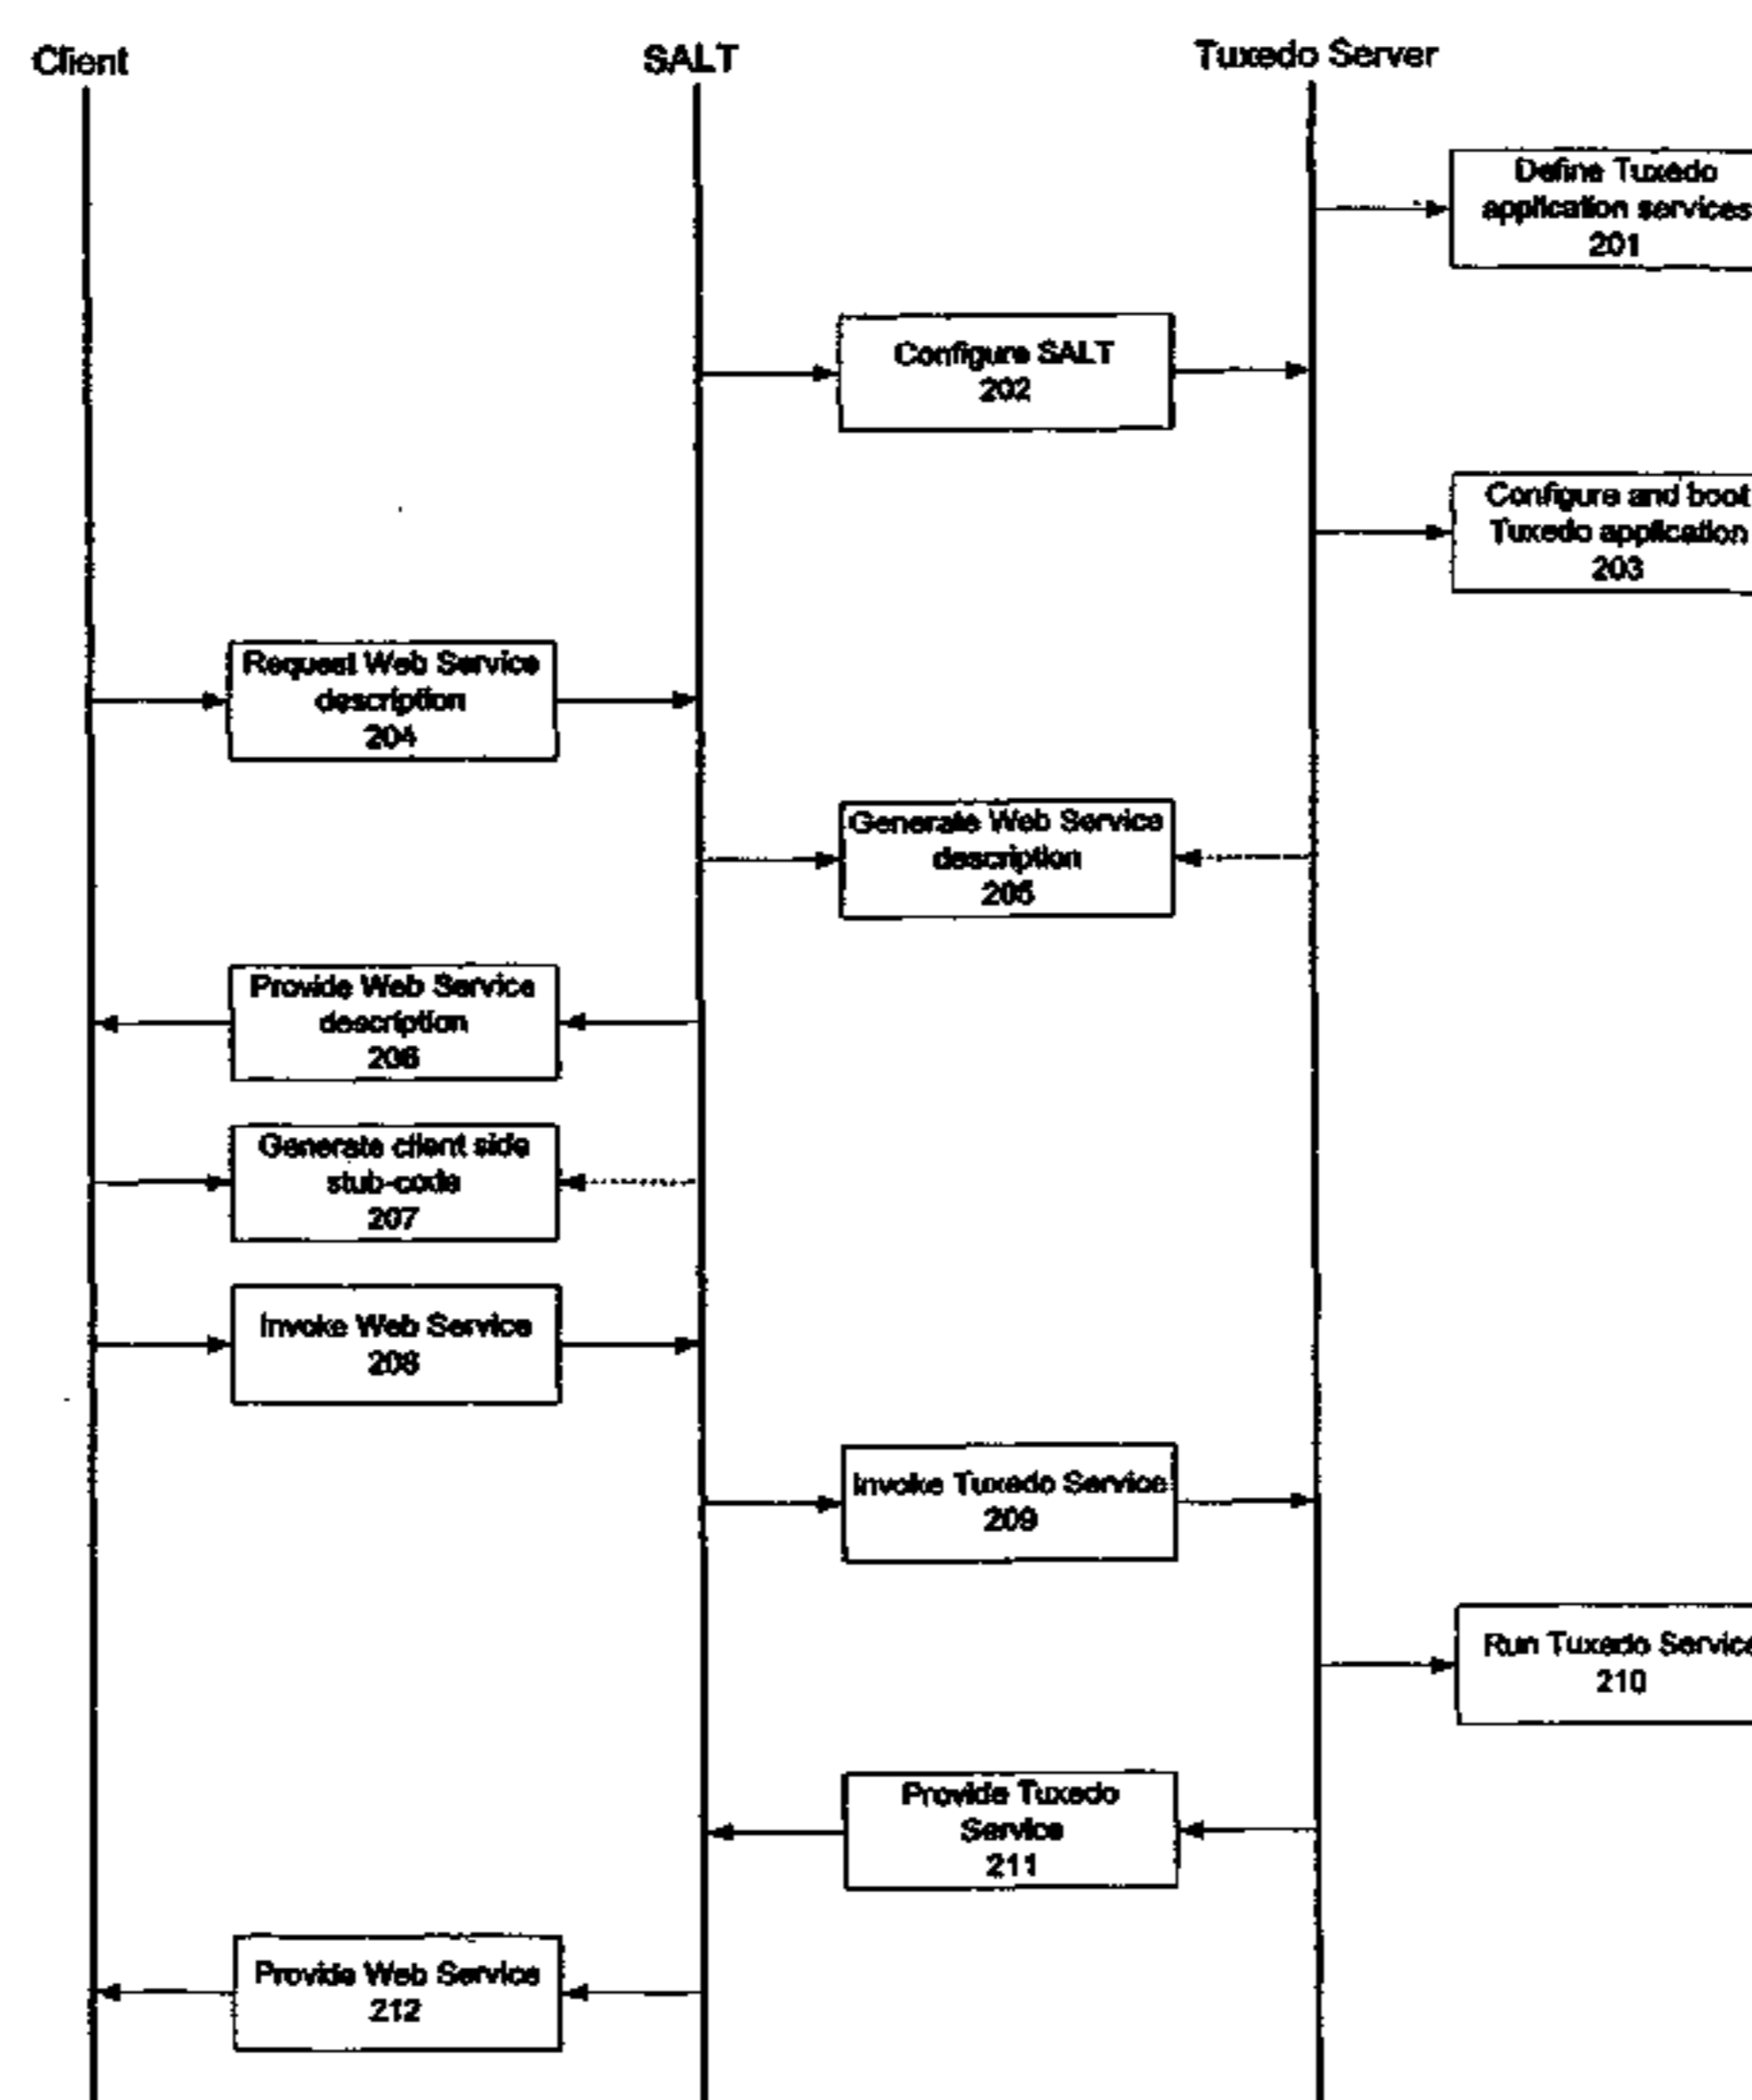 Client
SALT
Tuxedo Server
Define Tuxedo
application services
201
Configure SALT
202
Configure and boot
Tuxedo application
203
Request Web Service
description
204
Generate Web Service
description
205
Provide Web Service
description
206
Generate client side
stub-code
207
Invoke Web Service
208
Invoke Tuxedo Service
209
Run Tuxedo Service
210
Provide Tuxedo
Service
211
Provide Web Service
212